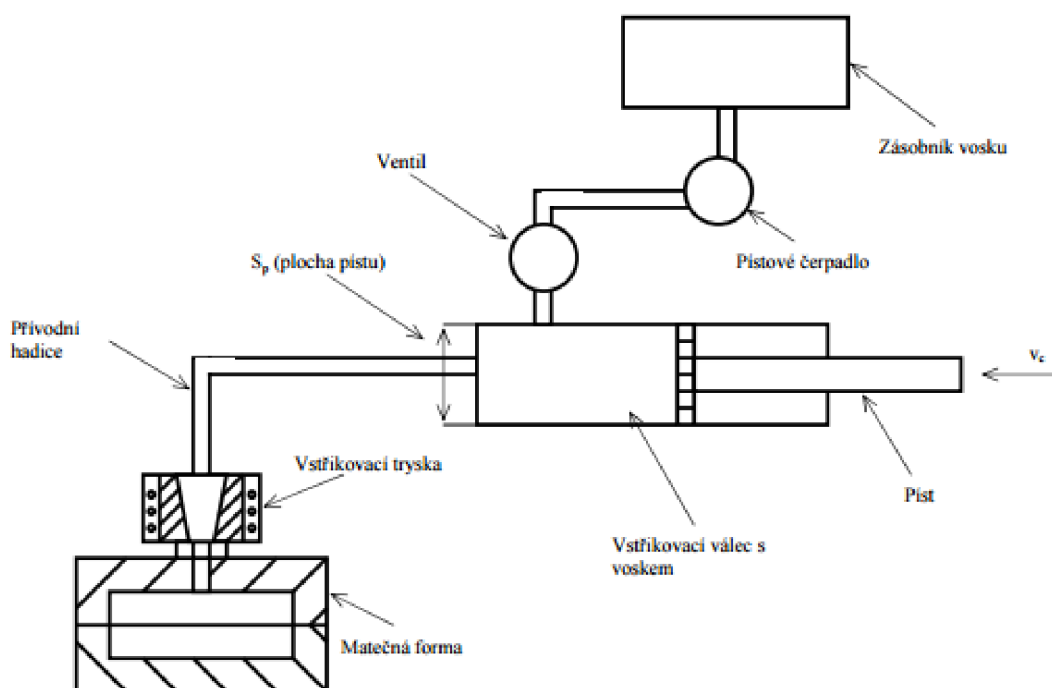 Zásobník vosku
Ventil
Pístové čerpadlo
Sp (plocha pístu)
Přívodní
hadice
vc
Vstřikovací tryska
Píst
Vstřikovací válec s
voskem
Matečná forma